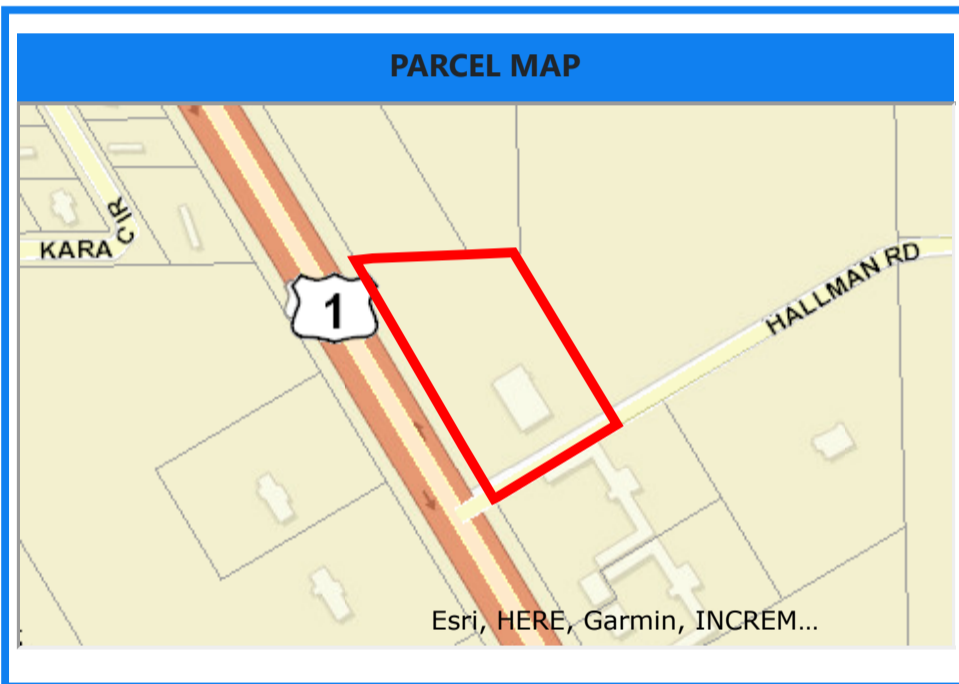 PARCEL MAP
KARA CIR
1
HALLMAN RD
Esri, HERE, Garmin, INCREM...